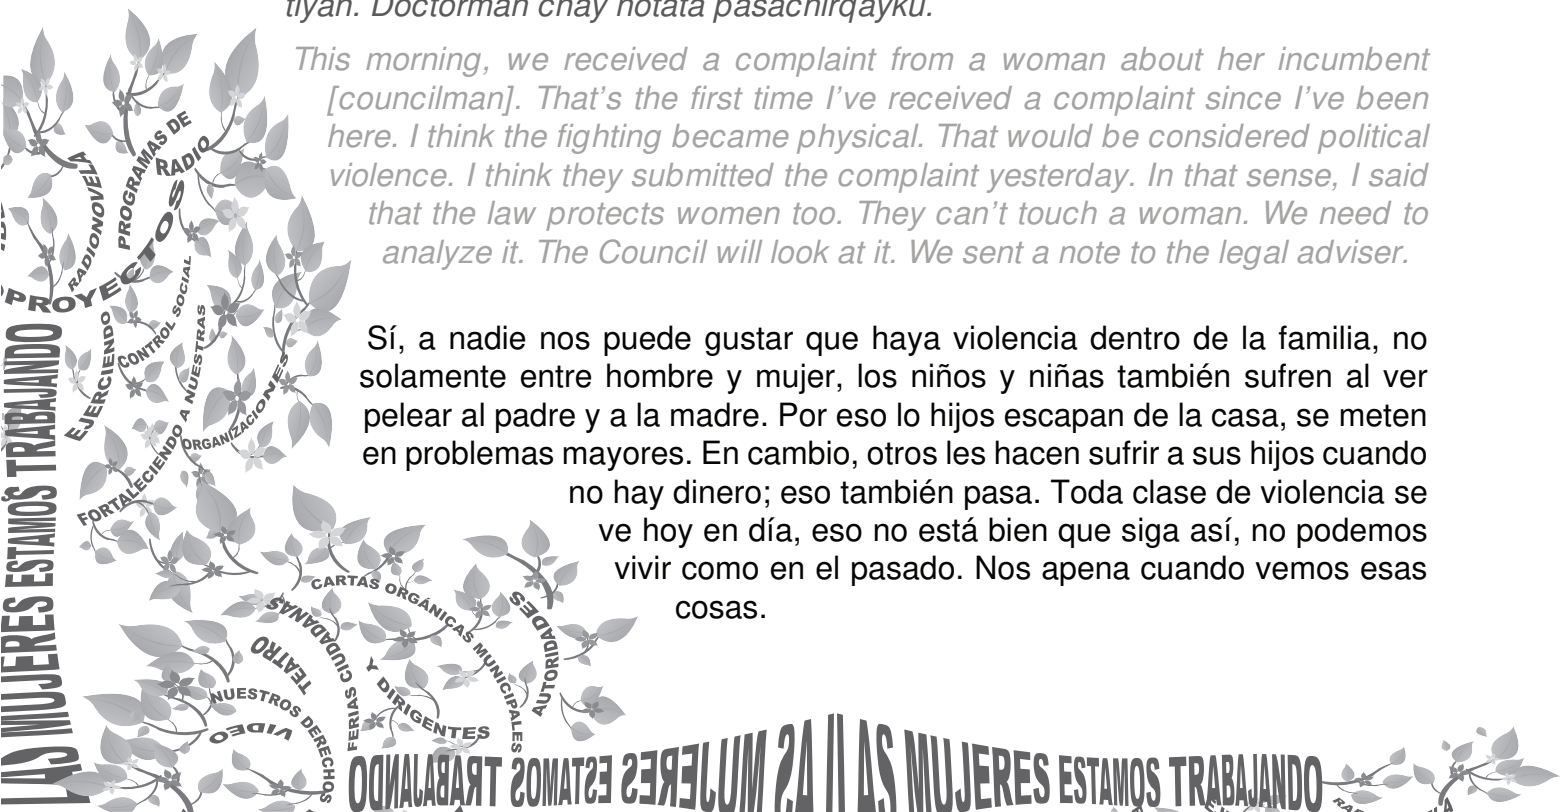 tiyan. Doctorman chay notata pasachirqayku.
This morning, we received a complaint from a woman about her incumbent
[councilman]. That's the first time I've received a complaint since I've been
here. I think the fighting became physical. That would be considered political
violence. I think they submitted the complaint yesterday. In that sense, I said
that the law protects women too. They can't touch a woman. We need to
analyze it. The Council will look at it. We sent a note to the legal adviser.
Sí, a nadie nos puede gustar que haya violencia dentro de la familia, no
solamente entre hombre y mujer, los niños y niñas también sufren al ver
pelear al padre y a la madre. Por eso lo hijos escapan de la casa, se meten
en problemas mayores. En cambio, otros les hacen sufrir a sus hijos cuando
no hay dinero; eso también pasa. Toda clase de violencia se
ve hoy en día, eso no está bien que siga así, no podemos
vivir como en el pasado. Nos apena cuando vemos esas
cosas.
PROGRAMAS DE
RADIO
RADIONOVELA
PROYECTOS
EJERCIENDO
CONTROL SOCIAL
FORTALECIENDO A NUESTRAS
ORGANIZACIONES
LAS MUJERES ESTAMOS TRABAJANDO
CARTAS ORGÁNICAS MUNICIPALES
Y DIRIGENTES
AUTORIDADES
FERIAS CIUDADANAS
TEATRO
NUESTROS DERECHOS
VIDEO
LAS MUJERES ESTAMOS TRABAJANDO
LAS MUJERES ESTAMOS TRABAJANDO